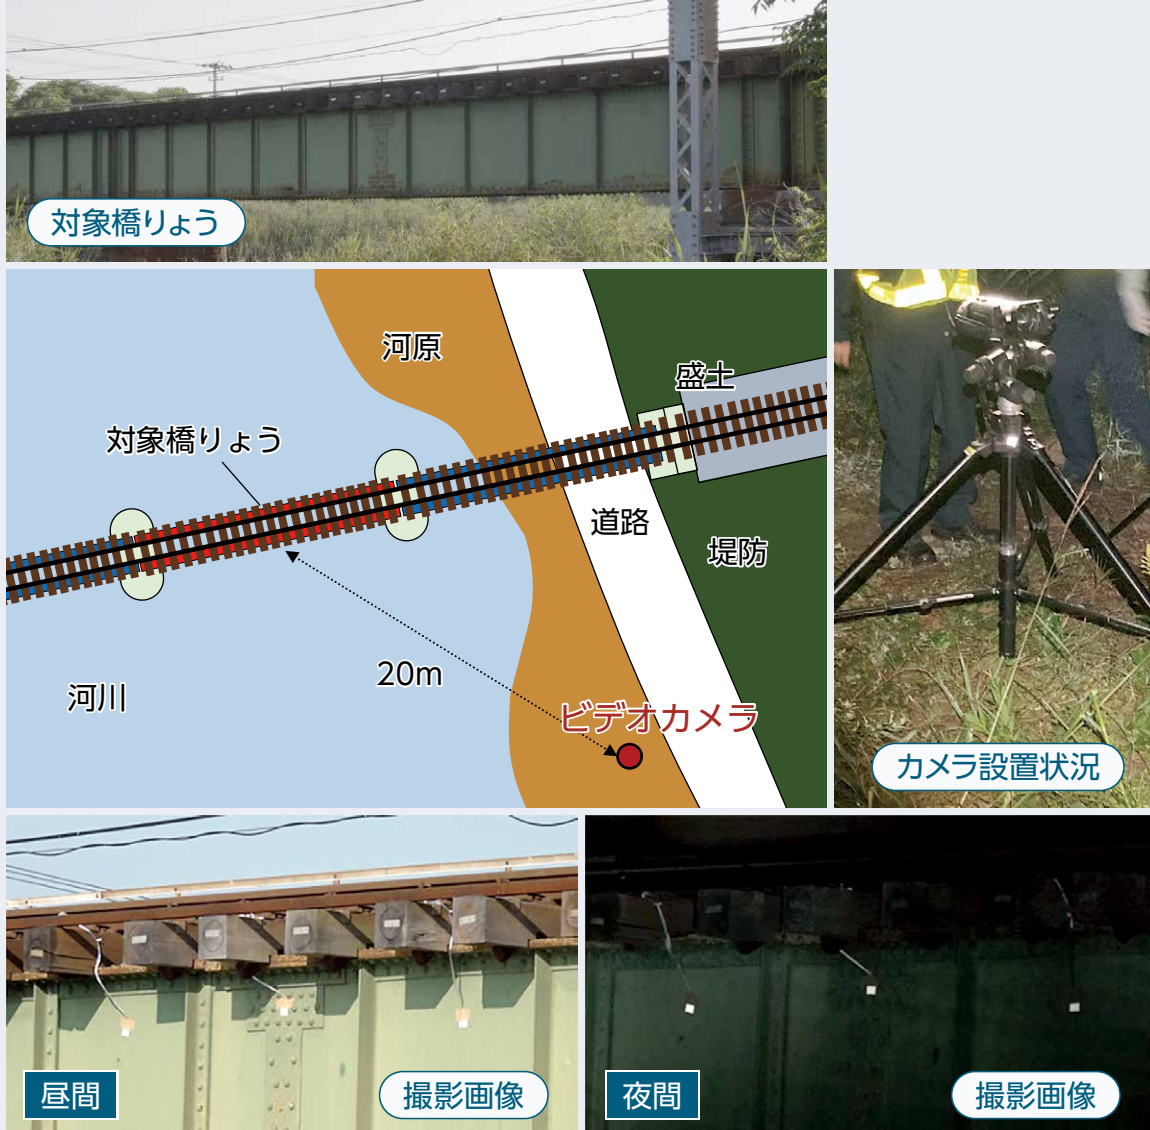 対象橋りょう
河原
盛土
対象橋りょう
道路
堤防
20m
河川
ビデオカメラ
カメラ設置状況
昼間
撮影画像
夜間
撮影画像